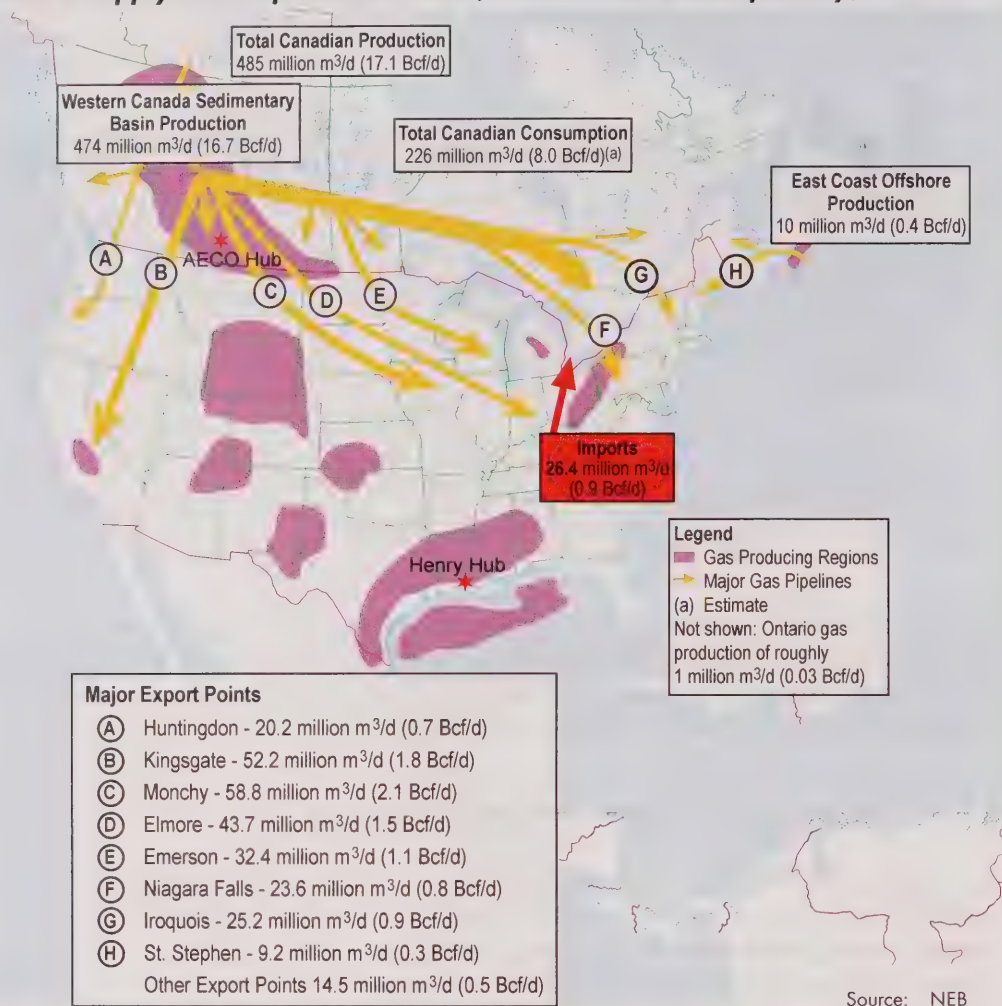 Total Canadian Production
485 million m³/d (17.1 Bcf/d)
Western Canada Sedimentary
Basin Production
474 million m³/d (16.7 Bcf/d)
Total Canadian Consumption
226 million m³/d (8.0 Bcf/d)(a)
East Coast Offshore
Production
10 million m³/d (0.4 Bcf/d)
A
B
AECO Hub
C
D
E
F
G
H
Imports
26.4 million m³/d
(0.9 Bcf/d)
Henry Hub
Legend
Gas Producing Regions
Major Gas Pipelines
(a) Estimate
Not shown: Ontario gas
production of roughly
1 million m³/d (0.03 Bcf/d)
Major Export Points
A Huntingdon - 20.2 million m³/d (0.7 Bcf/d)
B Kingsgate - 52.2 million m³/d (1.8 Bcf/d)
C Monchy - 58.8 million m³/d (2.1 Bcf/d)
D Elmore - 43.7 million m³/d (1.5 Bcf/d)
E Emerson - 32.4 million m³/d (1.1 Bcf/d)
F Niagara Falls - 23.6 million m³/d (0.8 Bcf/d)
G Iroquois - 25.2 million m³/d (0.9 Bcf/d)
H St. Stephen - 9.2 million m³/d (0.3 Bcf/d)
Other Export Points 14.5 million m³/d (0.5 Bcf/d)
Source: NEB